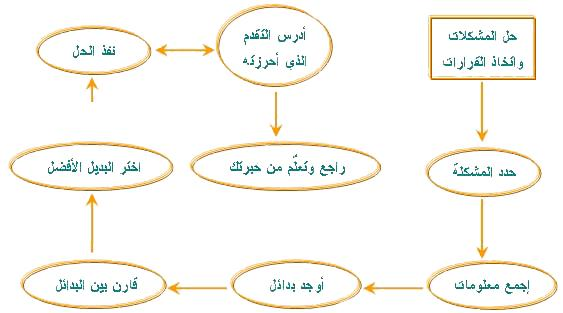 حل المشكلات
واتخاذ القرارات
حدد المشكلة
إجمع معلومات
أوجد بدائل
قارن بين البدائل
اختر البديل الأفضل
نفذ الحل
أدرس التقدم
الذي أحرزته
راجع وتعلّم من خبرتك